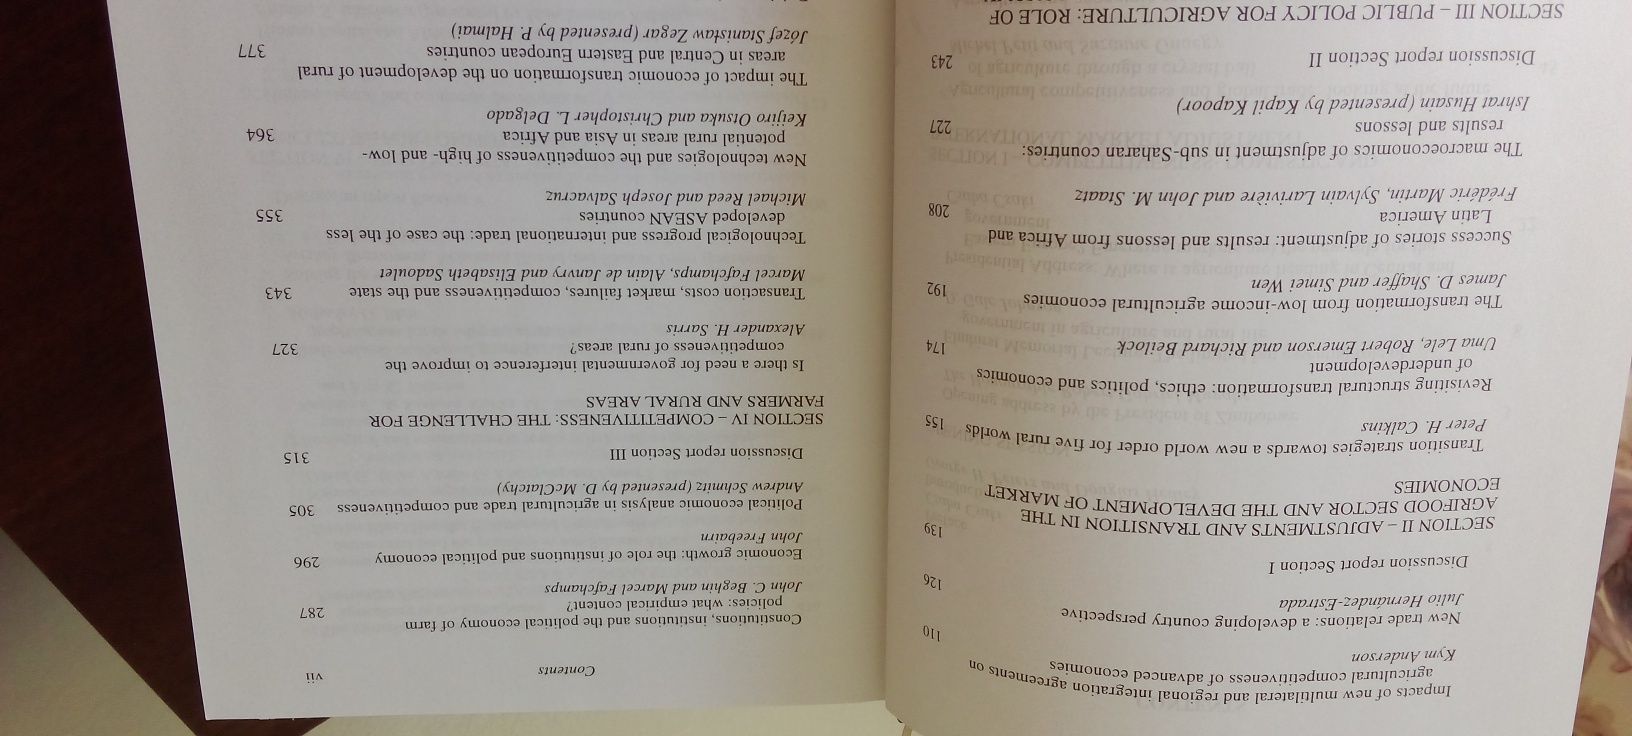 Impacts of new multilateral and regional integration agreements on
agricultural competitiveness of advanced economies 110
Kym Anderson
New trade relations: a developing country perspective 126
Julio Hernández-Estrada
Discussion report Section I 139
SECTION II – ADJUSTMENTS AND TRANSITION IN THE
AGRIFOOD SECTOR AND THE DEVELOPMENT OF MARKET
ECONOMIES
Transition strategies towards a new world order for five rural worlds 155
Peter H. Calkins
Revisiting structural transformation: ethics, politics and economics
of underdevelopment 174
Uma Lele, Robert Emerson and Richard Beilock
The transformation from low-income agricultural economies 192
James D. Shaffer and Simei Wen
Success stories of adjustment: results and lessons from Africa and
Latin America 208
Frédéric Martin, Sylvain Larivière and John M. Staatz
The macroeconomics of adjustment in sub-Saharan countries:
results and lessons 227
Ishrat Husain (presented by Kapil Kapoor)
Discussion report Section II 243
SECTION III – PUBLIC POLICY FOR AGRICULTURE: ROLE OF
Contents vii
Constitutions, institutions and the political economy of farm
policies: what empirical content? 287
John C. Beghin and Marcel Fafchamps
Economic growth: the role of institutions and political economy 296
John Freebairn
Political economic analysis in agricultural trade and competitiveness 305
Andrew Schmitz (presented by D. McClatchy)
Discussion report Section III 315
SECTION IV – COMPETITIVENESS: THE CHALLENGE FOR
FARMERS AND RURAL AREAS
Is there a need for governmental interference to improve the
competitiveness of rural areas? 327
Alexander H. Sarris
Transaction costs, market failures, competitiveness and the state 343
Marcel Fafchamps, Alain de Janvry and Elisabeth Sadoulet
Technological progress and international trade: the case of the less
developed ASEAN countries 355
Michael Reed and Joseph Salvacruz
New technologies and the competitiveness of high- and low-
potential rural areas in Asia and Africa 364
Keijiro Otsuka and Christopher L. Delgado
The impact of economic transformation on the development of rural
areas in Central and Eastern European countries 377
Józef Stanisław Zegar (presented by P. Halmai)